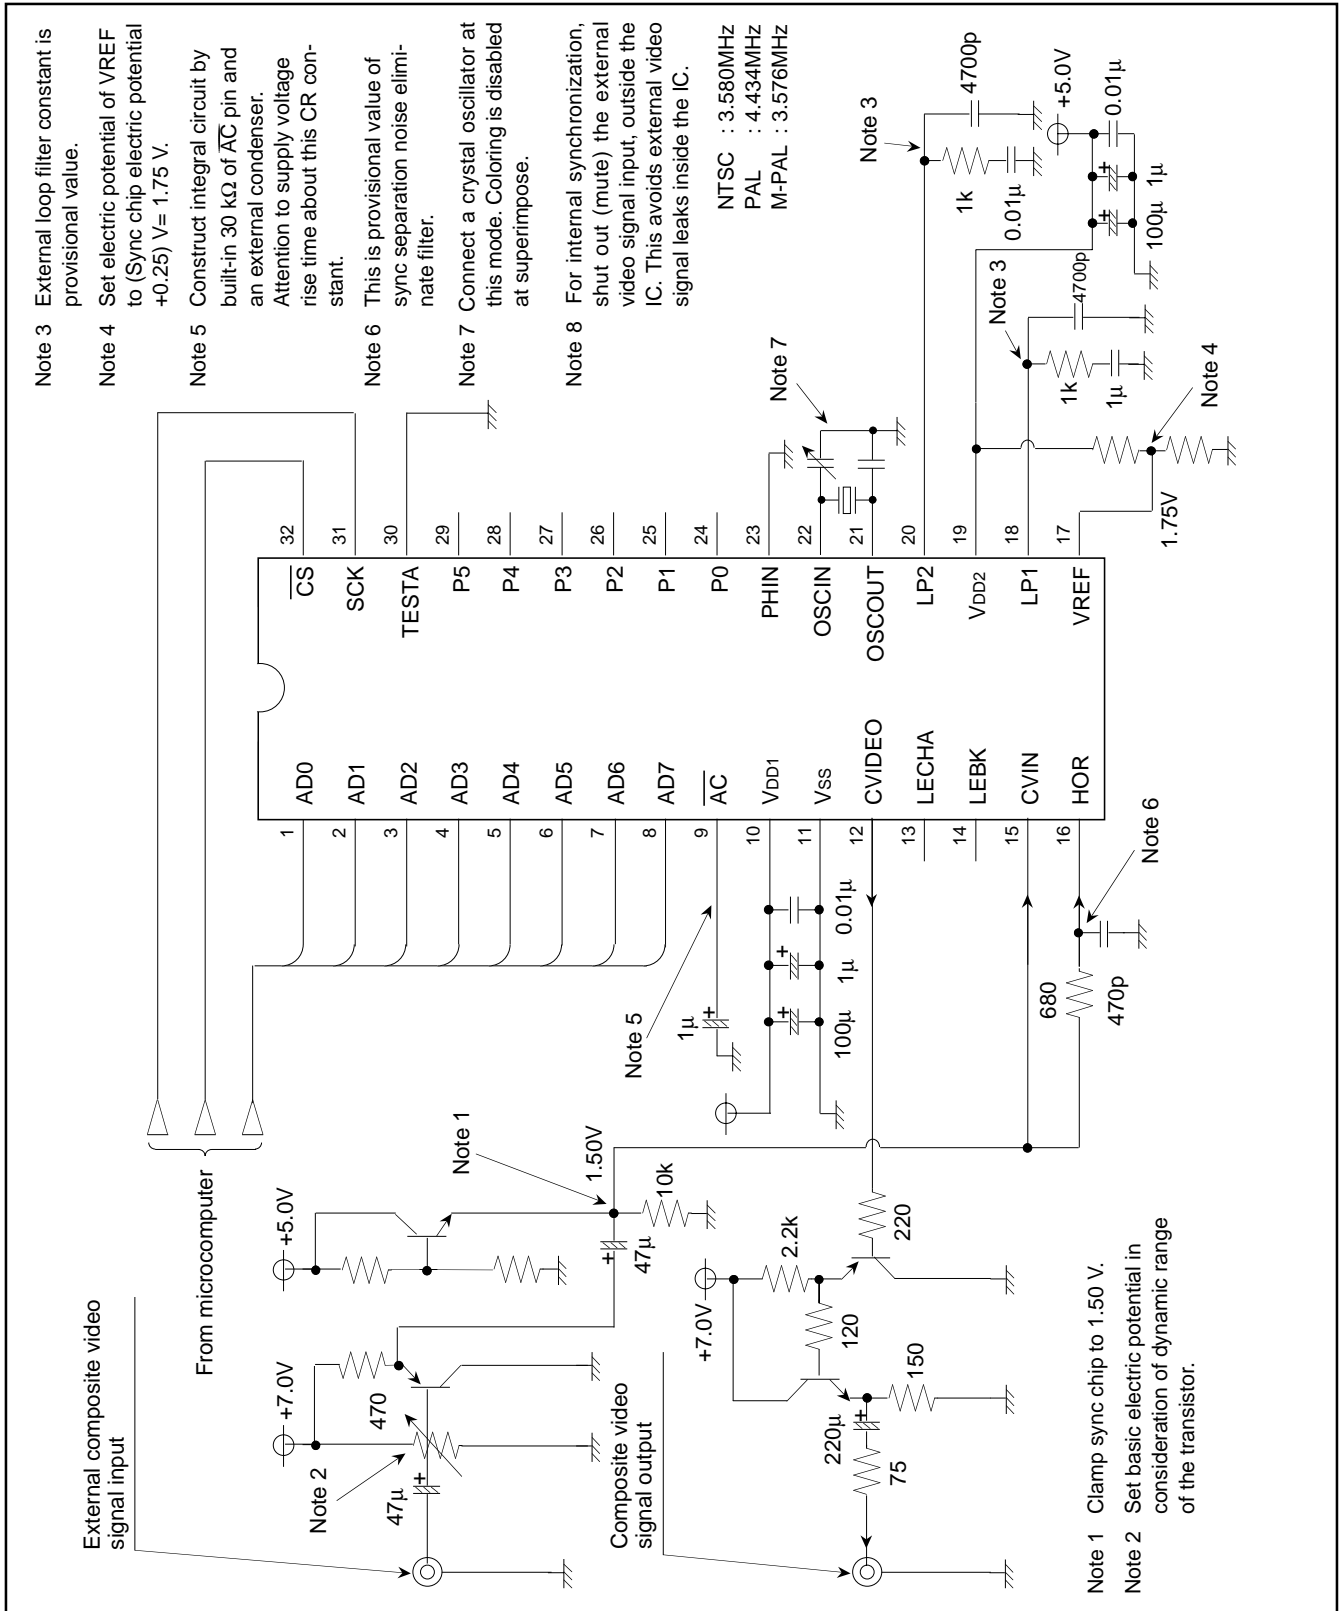 External composite video
signal input
From microcomputer
+7.0V
470
Note 2
47µ
+
+5.0V
Note 1
1.50V
+
47µ
10k
Composite video
signal output
+7.0V
2.2k
120
220
150
220µ
+
75
Note 5
1µ
+
+
+
100µ
1µ
0.01µ
680
470p
Note 6
1
2
3
4
5
6
7
8
9
10
11
12
13
14
15
16
AD0
AD1
AD2
AD3
AD4
AD5
AD6
AD7
AC
VDD1
VSS
CVIDEO
LECHA
LEBK
CVIN
HOR
CS
SCK
TESTA
P5
P4
P3
P2
P1
P0
PHIN
OSCIN
OSCOUT
LP2
VDD2
LP1
VREF
32
31
30
29
28
27
26
25
24
23
22
21
20
19
18
17
Note 7
Note 3
4700p
1k
0.01µ
+5.0V
0.01µ
+
1µ
+
100µ
Note 3
4700p
1k
1µ
Note 4
1.75V
Note 1 Clamp sync chip to 1.50 V.
Note 2 Set basic electric potential in
consideration of dynamic range
of the transistor.
Note 3 External loop filter constant is
provisional value.
Note 4 Set electric potential of VREF
to (Sync chip electric potential
+0.25) V= 1.75 V.
Note 5 Construct integral circuit by
built-in 30 kΩ of AC pin and
an external condenser.
Attention to supply voltage
rise time about this CR con-
stant.
Note 6 This is provisional value of
sync separation noise elimi-
nate filter.
Note 7 Connect a crystal oscillator at
this mode. Coloring is disabled
at superimpose.
Note 8 For internal synchronization,
shut out (mute) the external
video signal input, outside the
IC. This avoids external video
signal leaks inside the IC.
NTSC : 3.580MHz
PAL : 4.434MHz
M-PAL : 3.576MHz